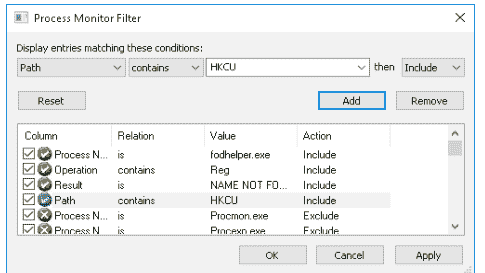 Process Monitor Filter
Display entries matching these conditions:
Path contains HKCU then Include
Reset Add Remove
Column Relation Value Action
Process N... is fodhelper.exe Include
Operation contains Reg Include
Result is NAME NOT FO... Include
Path contains HKCU Include
Process N... is Procmon.exe Exclude
Process N is Procexp.exe Exclude
OK Cancel Apply